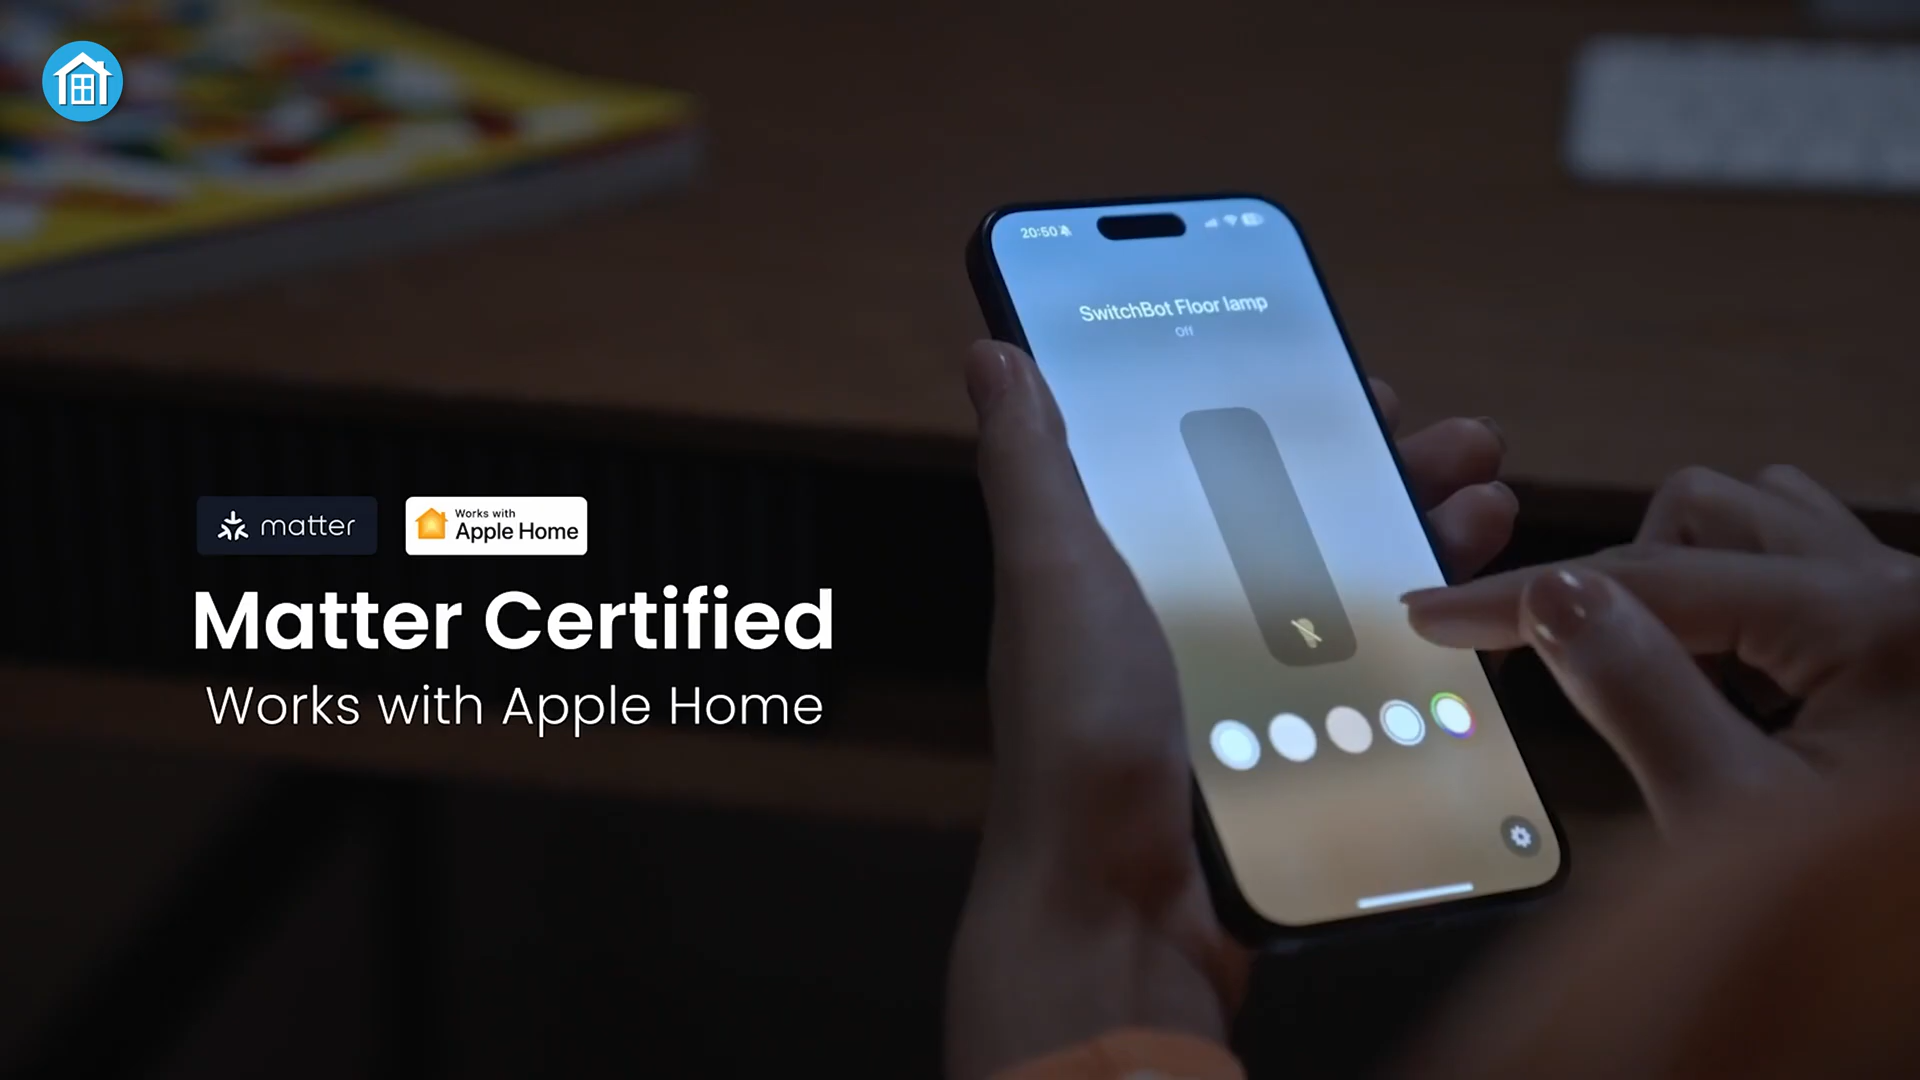 20:50
SwitchBot Floor lamp
Off
matter
Works with
Apple Home
Matter Certified
Works with Apple Home